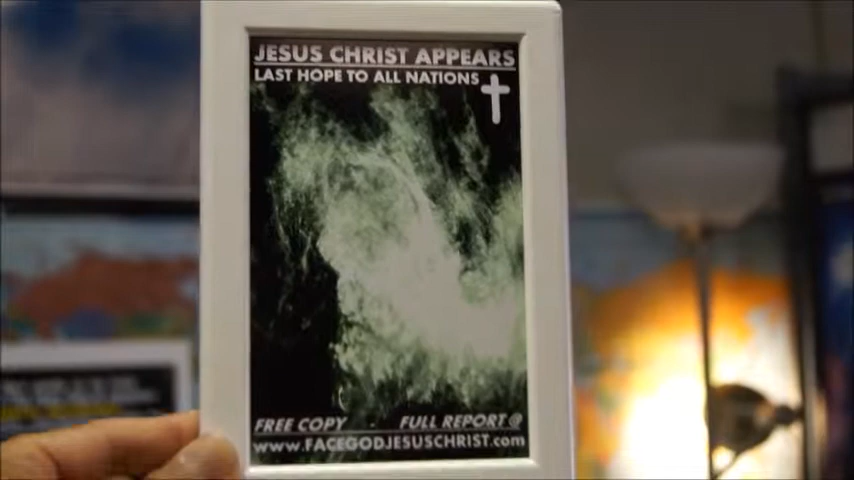 JESUS CHRIST APPEARS
LAST HOPE TO ALL NATIONS
FREE COPY FULL REPORT @
www.FACEGODJESUSCHRIST.com